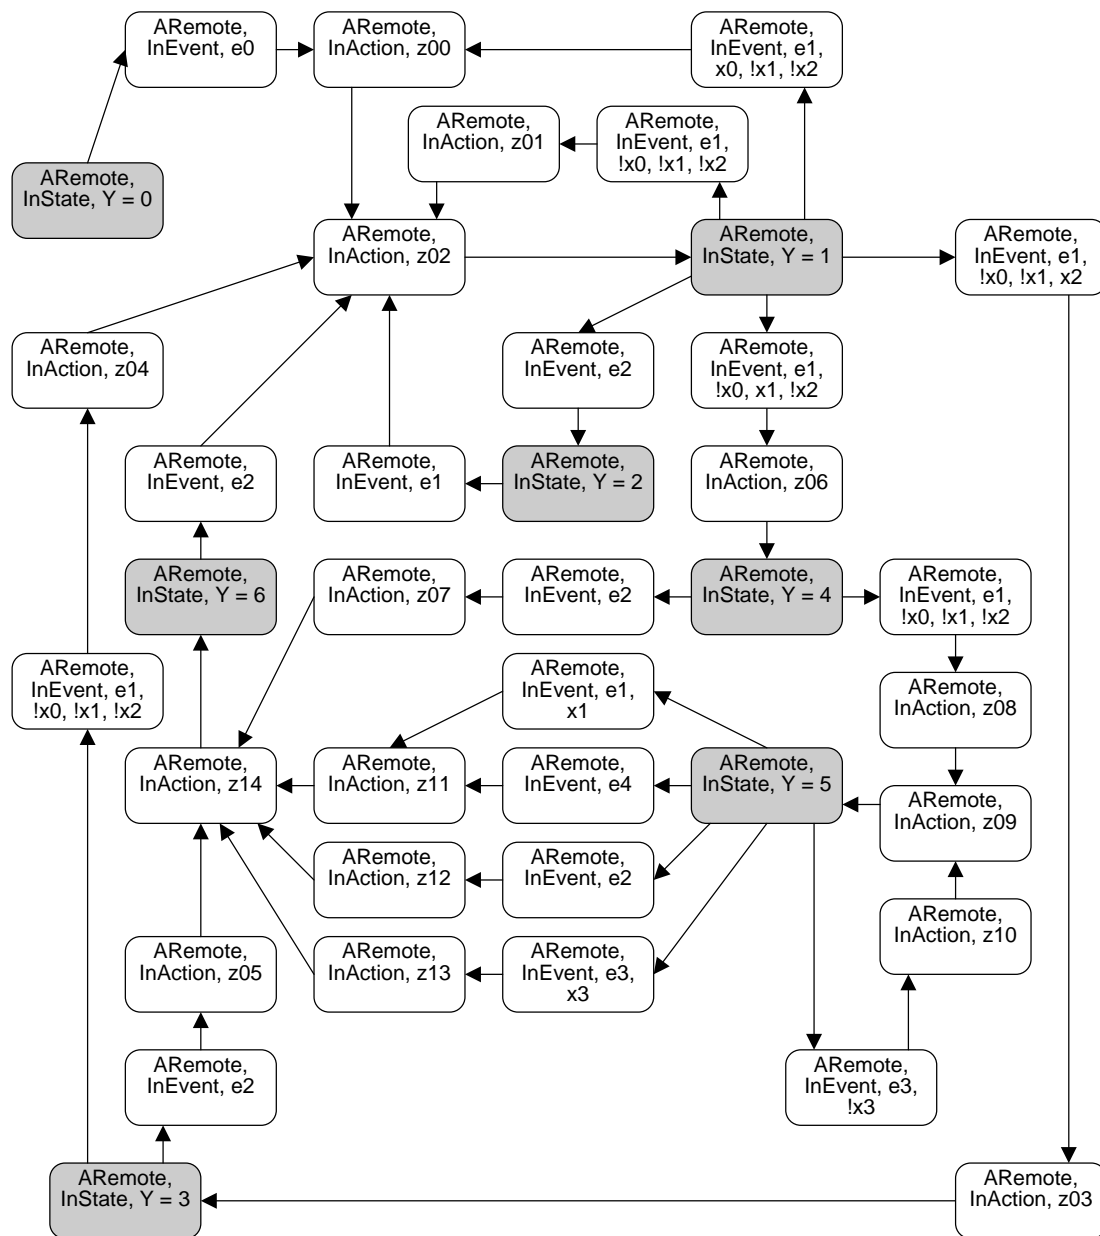 ARemote,
InEvent, e0
ARemote,
InAction, z00
ARemote,
InEvent, e1,
x0, !x1, !x2
ARemote,
InAction, z01
ARemote,
InEvent, e1,
!x0, !x1, !x2
ARemote,
InState, Y = 0
ARemote,
InAction, z02
ARemote,
InState, Y = 1
ARemote,
InEvent, e1,
!x0, !x1, x2
ARemote,
InAction, z04
ARemote,
InEvent, e2
ARemote,
InEvent, e1,
!x0, x1, !x2
ARemote,
InEvent, e2
ARemote,
InEvent, e1
ARemote,
InState, Y = 2
ARemote,
InAction, z06
ARemote,
InState, Y = 6
ARemote,
InAction, z07
ARemote,
InEvent, e2
ARemote,
InState, Y = 4
ARemote,
InEvent, e1,
!x0, !x1, !x2
ARemote,
InEvent, e1,
!x0, !x1, !x2
ARemote,
InEvent, e1,
x1
ARemote,
InAction, z08
ARemote,
InAction, z14
ARemote,
InAction, z11
ARemote,
InEvent, e4
ARemote,
InState, Y = 5
ARemote,
InAction, z09
ARemote,
InAction, z12
ARemote,
InEvent, e2
ARemote,
InAction, z10
ARemote,
InAction, z05
ARemote,
InAction, z13
ARemote,
InEvent, e3,
x3
ARemote,
InEvent, e2
ARemote,
InEvent, e3,
!x3
ARemote,
InState, Y = 3
ARemote,
InAction, z03